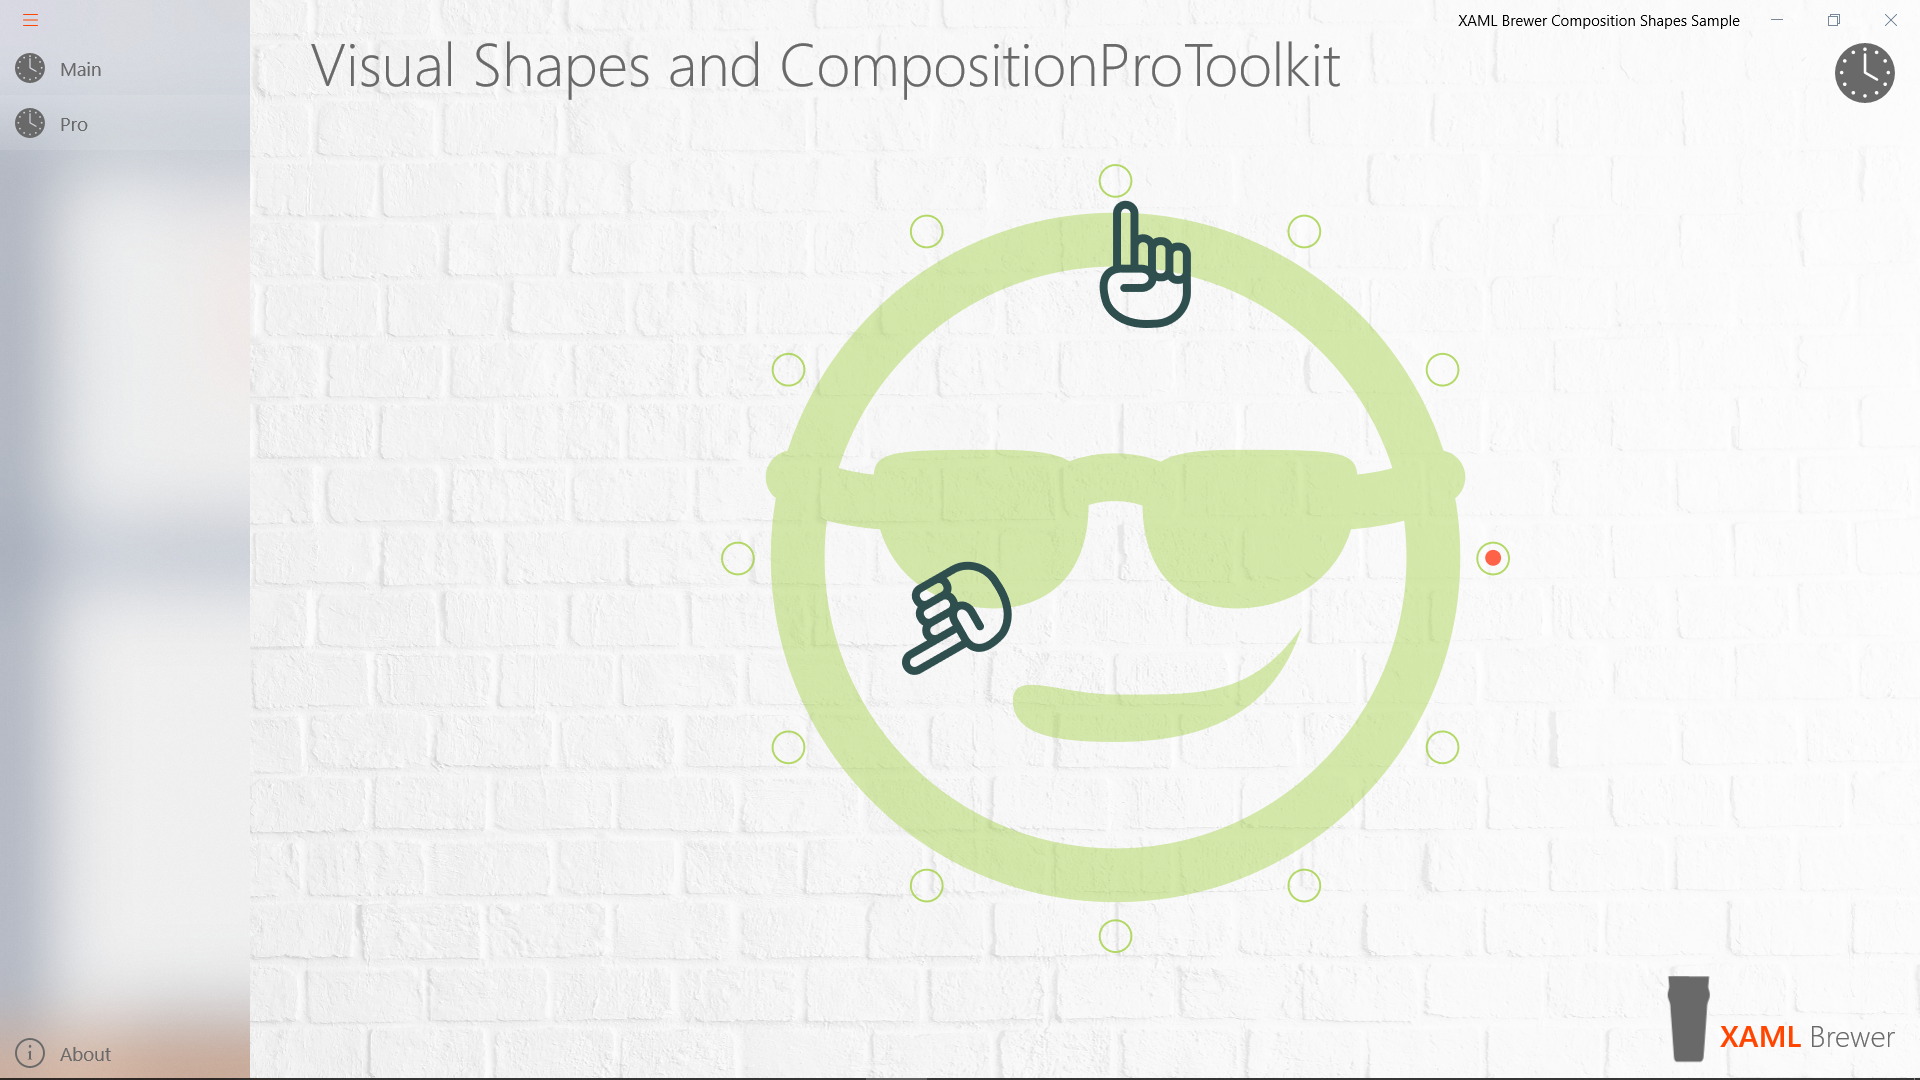 XAML Brewer Composition Shapes Sample
Visual Shapes and CompositionProToolkit
Main
Pro
About
XAML Brewer